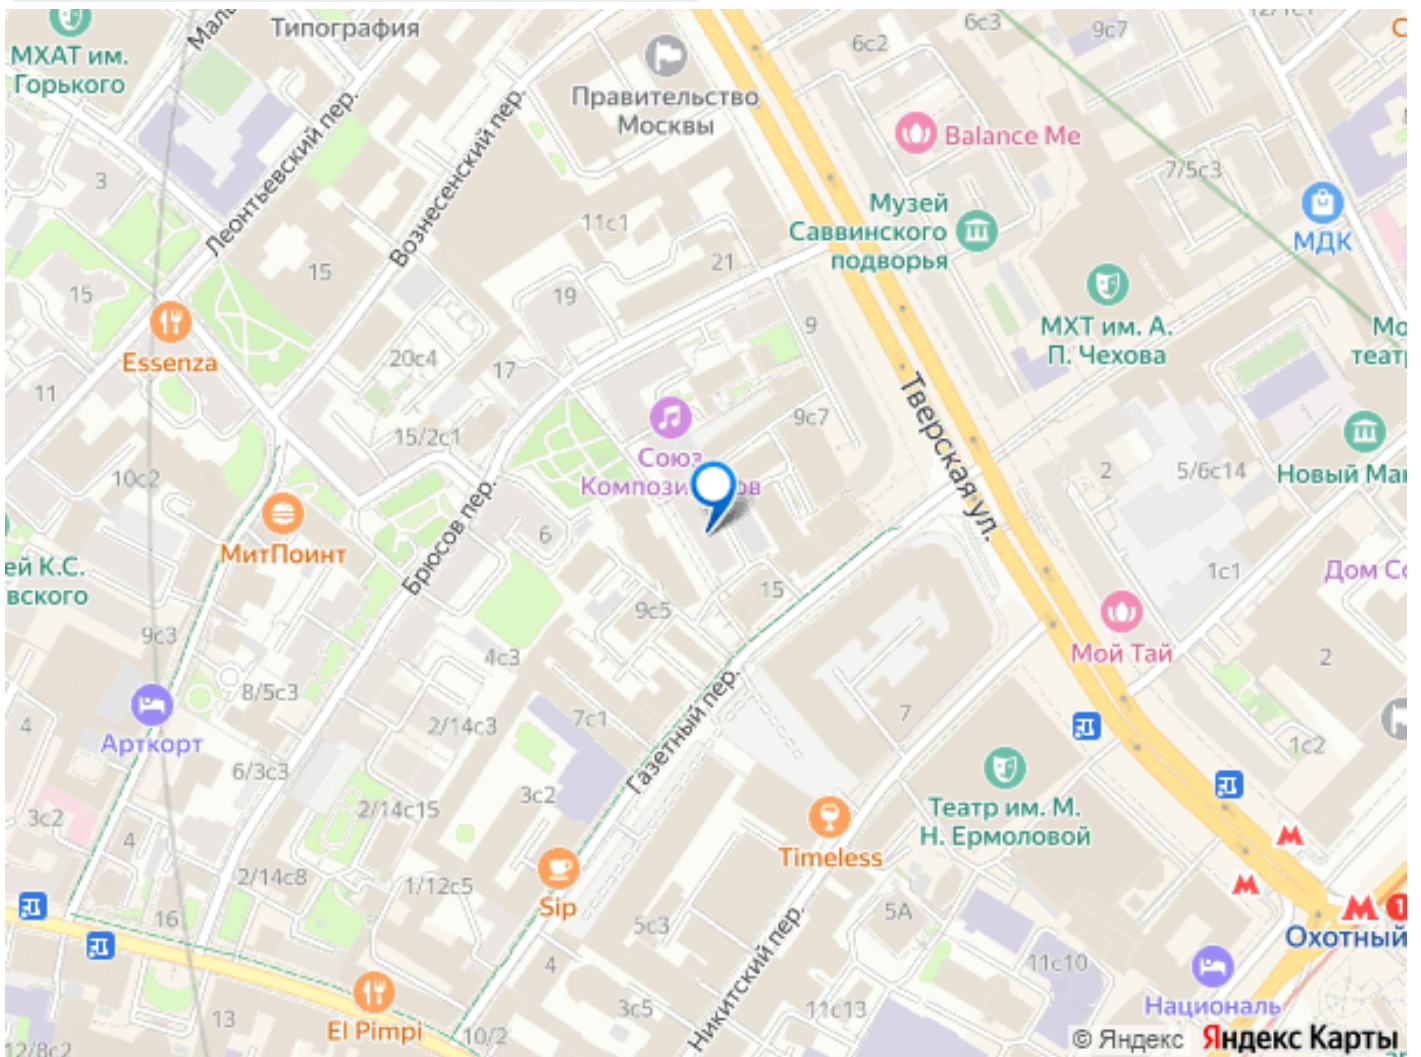 МХАТ им.
Горького
Типография
6с3
9с7
6с2
Правительство
Москвы
Balance Me
Леонтьевский пер.
Вознесенский пер.
3
7/5с3
11с1
Музей
Саввинского
подворья
МДК
21
15
15
19
МХТ им. А.
П. Чехова
9
Essenza
20с4
17
11
Тверская ул.
9с7
15/2с1
Союз
2
5/6с14
10с2
Новый
Брюсов пер.
6
МитПоинт
1с1
15
9с5
9с3
Мой Тай
2
4с3
8/5с3
Газетный пер.
7с1
7
4
2/14с3
Арткорт
1с2
6/3с3
3с2
2/14с15
3с2
Театр им. М.
Н. Ермоловой
4
Timeless
2/14с8
1/12с5
Sip
16
5с3
5А
Охотный
Никитский пер.
4
11с10
Националь
3с5
11с13
13
El Pimpi
10/2
12/8с2
© Яндекс Яндекс Карты